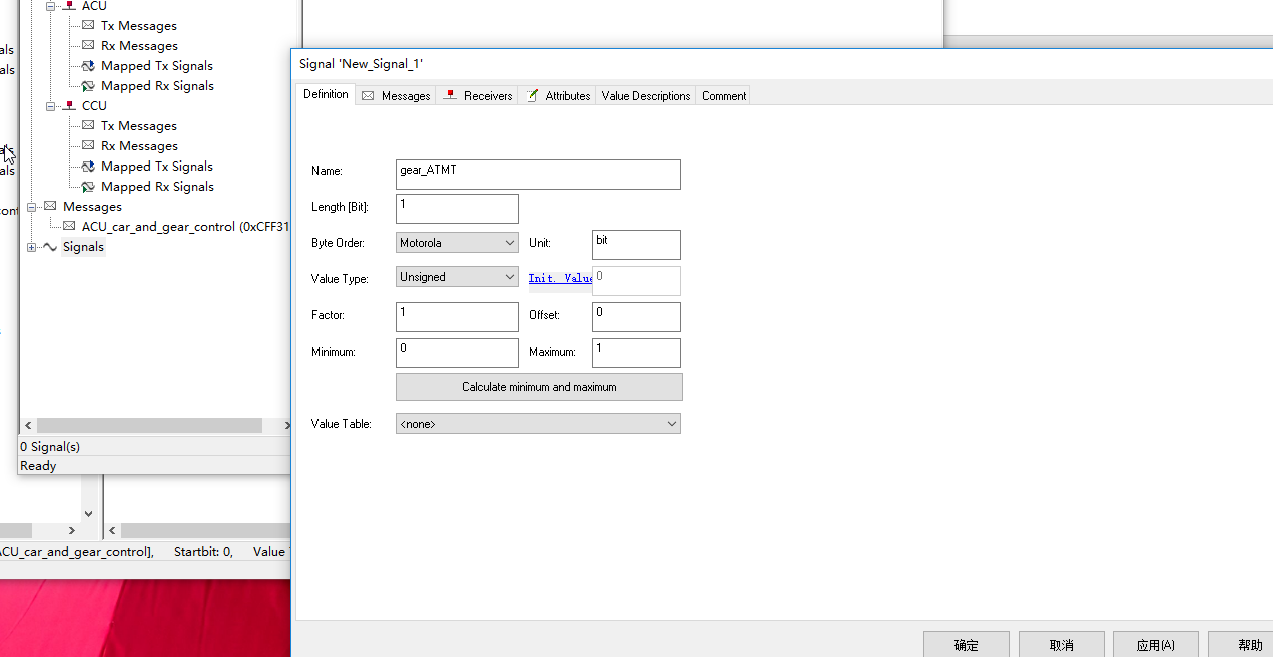 ACU
Tx Messages
Rx Messages
Mapped Tx Signals
Mapped Rx Signals
CCU
Tx Messages
Rx Messages
Mapped Tx Signals
Mapped Rx Signals
Messages
ACU_car_and_gear_control (0xCFF31
Signals
0 Signal(s)
Ready
ACU_car_and_gear_control], Startbit: 0, Value
Signal 'New_Signal_1'
Definition Messages Receivers Attributes Value Descriptions Comment
Name: gear_ATMT
Length [Bit]: 1
Byte Order: Motorola Unit: bit
Value Type: Unsigned Init. Value 0
Factor: 1 Offset: 0
Minimum: 0 Maximum: 1
Calculate minimum and maximum
Value Table: <none>
确定 取消 应用(A) 帮助